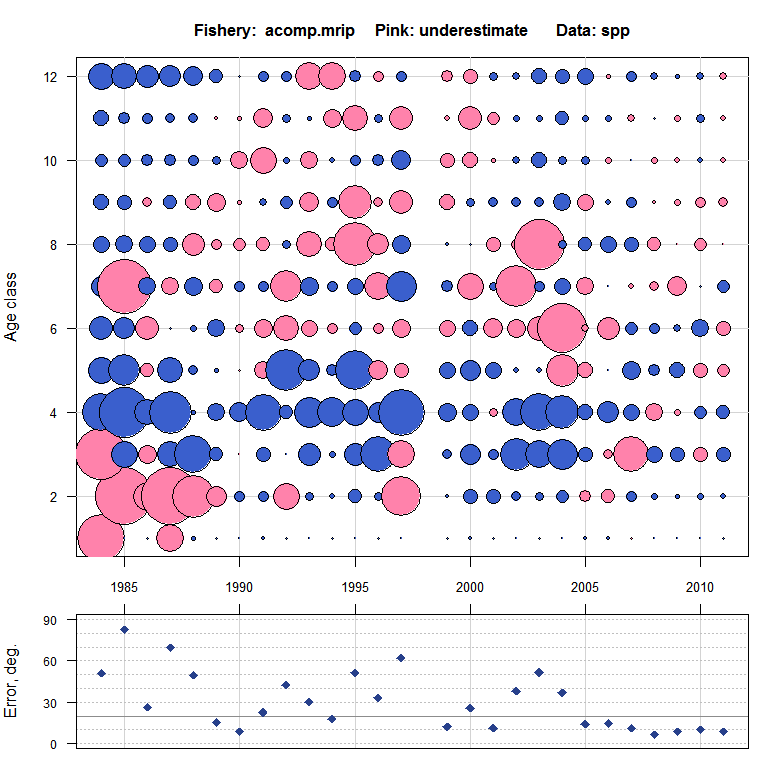 Fishery: acomp.mrip Pink: underestimate Data: spp
12
10
8
6
4
2
Age class
1985 1990 1995 2000 2005 2010
90
60
30
0
Error, deg.